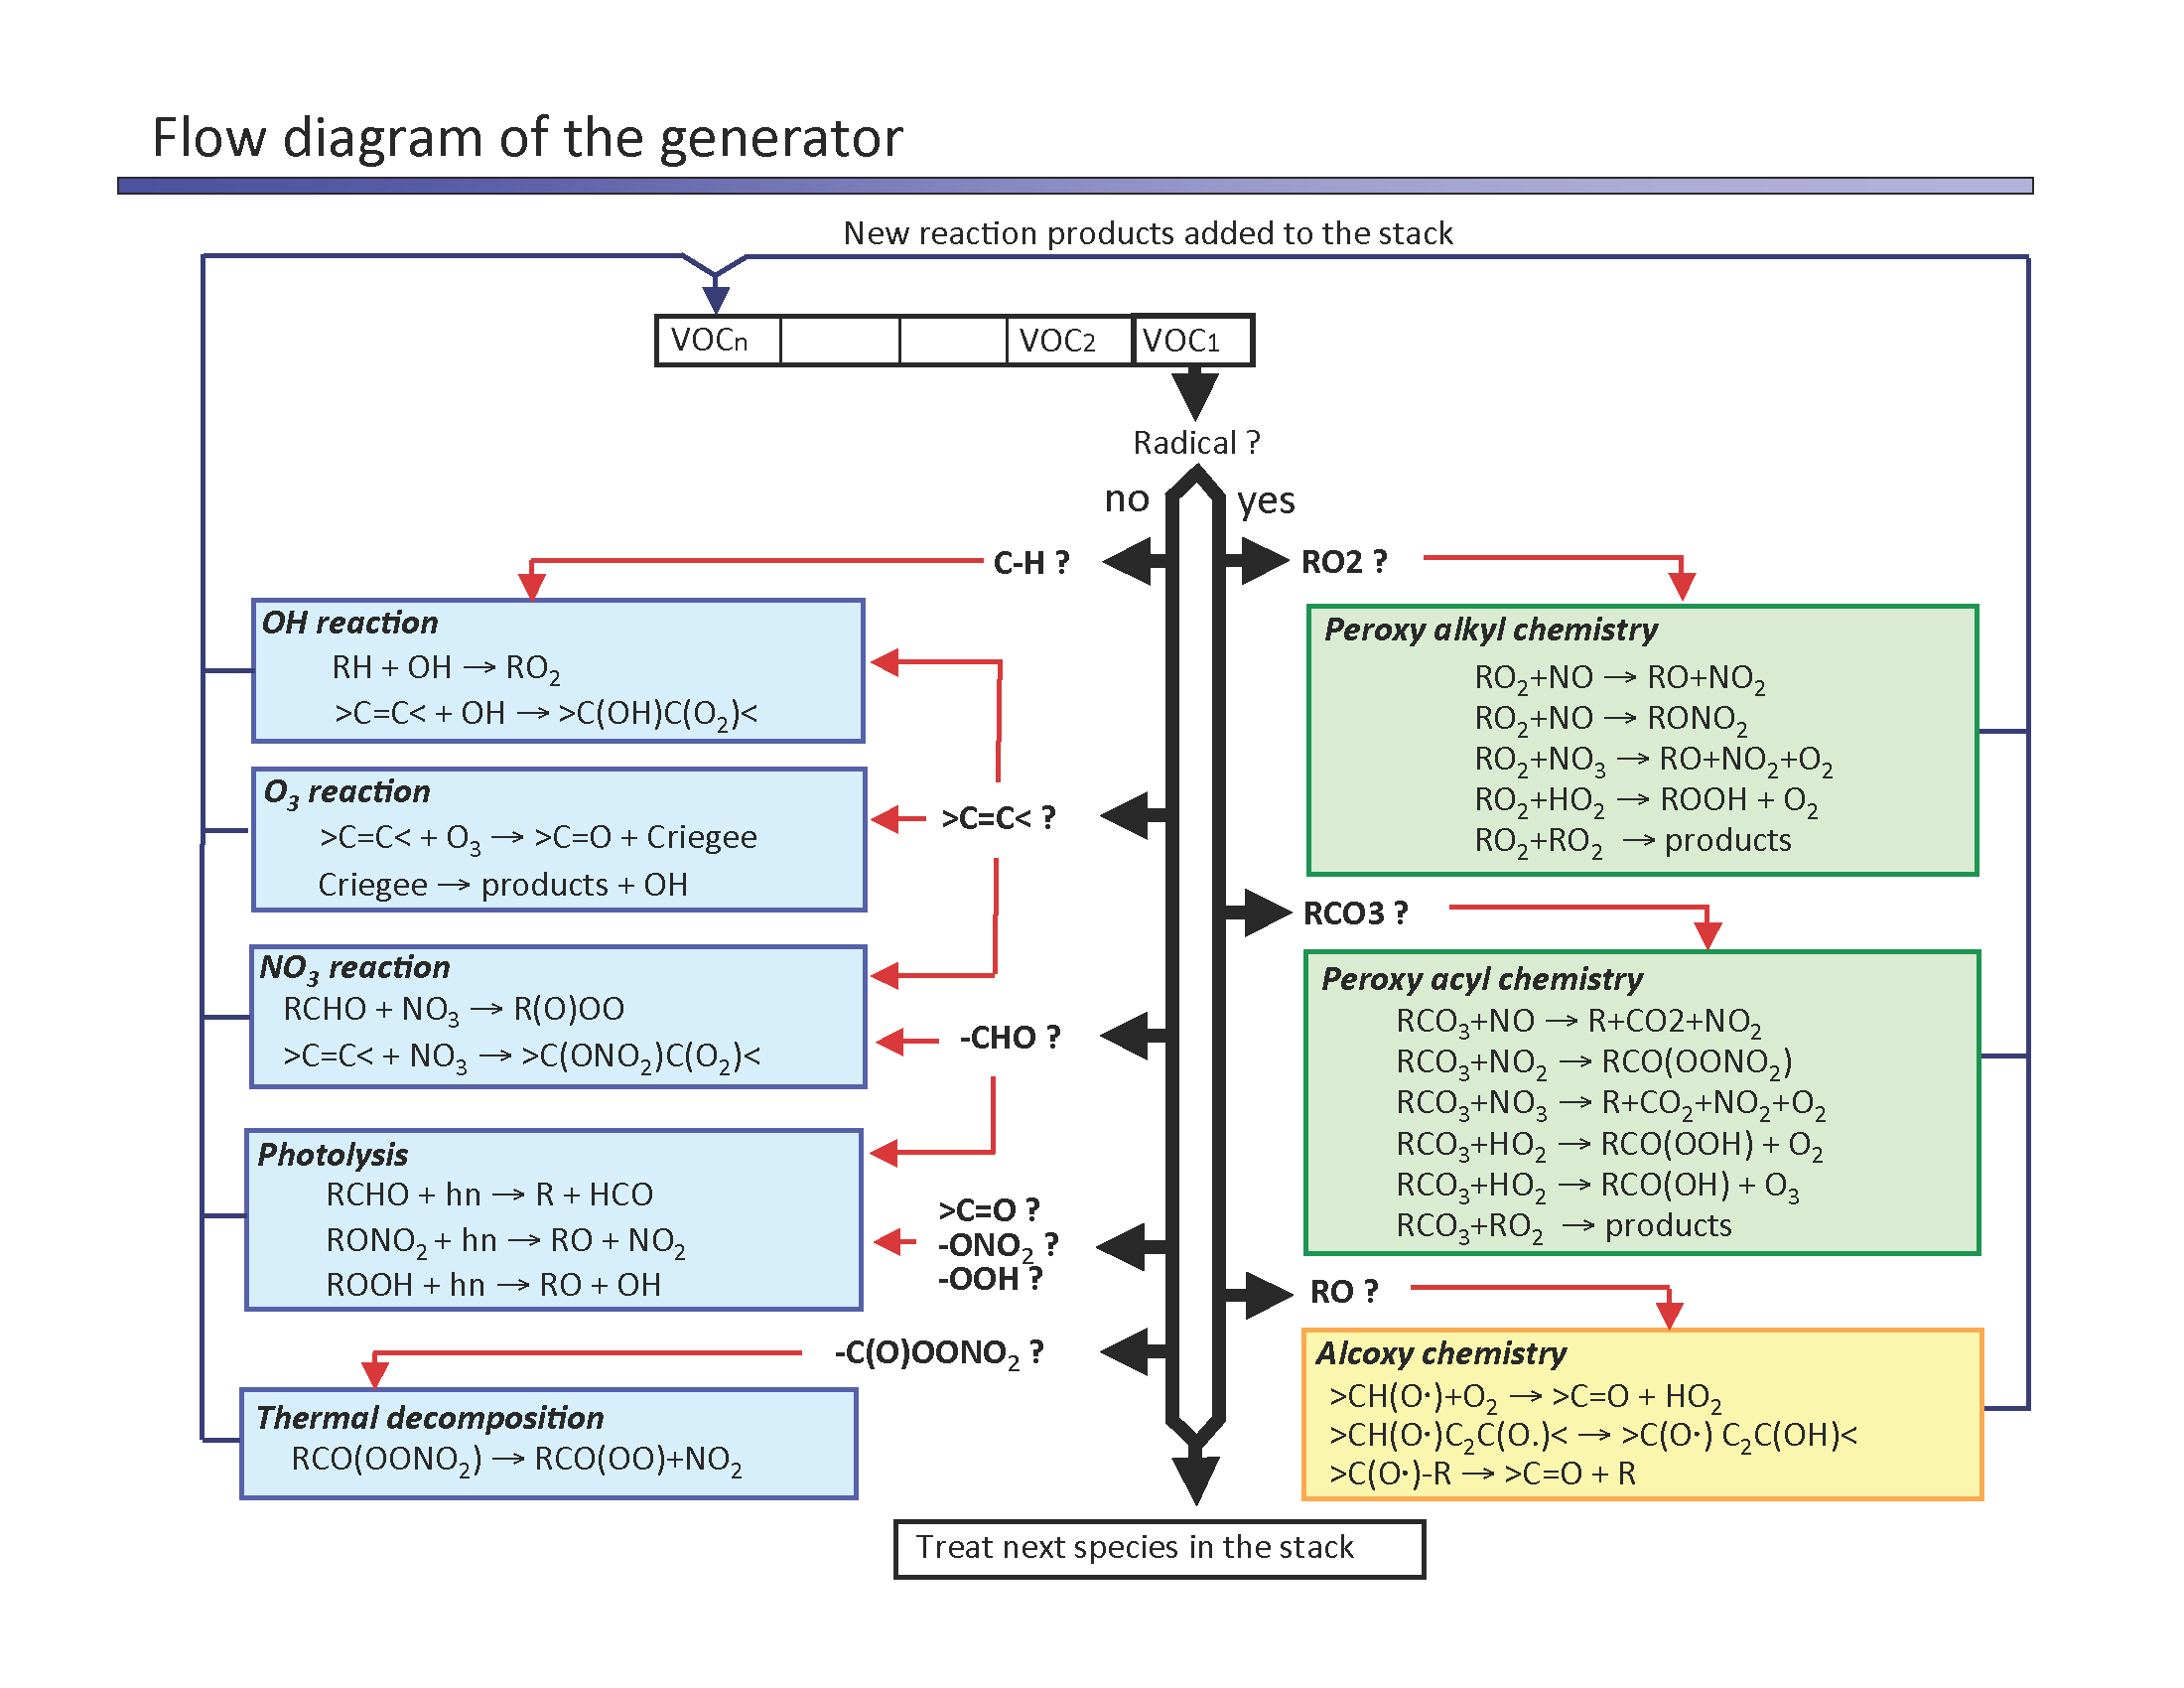 Flow diagram of the generator
New reaction products added to the stack
VOCn VOC2 VOC1
Radical ?
no yes
C-H ?
OH reaction
RH + OH → RO₂
>C=C< + OH → >C(OH)C(O₂)<
O₃ reaction
>C=C< + O₃ → >C=O + Criegee
Criegee → products + OH
>C=C< ?
NO₃ reaction
RCHO + NO₃ → R(O)OO
>C=C< + NO₃ → >C(ONO₂)C(O₂)<
-CHO ?
Photolysis
RCHO + hn → R + HCO
RONO₂ + hn → RO + NO₂
ROOH + hn → RO + OH
>C=O ?
-ONO₂ ?
-OOH ?
-C(O)OONO₂ ?
Thermal decomposition
RCO(OONO₂) → RCO(OO)+NO₂
RO2 ?
Peroxy alkyl chemistry
RO₂+NO → RO+NO₂
RO₂+NO → RONO₂
RO₂+NO₃ → RO+NO₂+O₂
RO₂+HO₂ → ROOH + O₂
RO₂+RO₂ → products
RCO3 ?
Peroxy acyl chemistry
RCO₃+NO → R+CO2+NO₂
RCO₃+NO₂ → RCO(OONO₂)
RCO₃+NO₃ → R+CO₂+NO₂+O₂
RCO₃+HO₂ → RCO(OOH) + O₂
RCO₃+HO₂ → RCO(OH) + O₃
RCO₃+RO₂ → products
RO ?
Alcoxy chemistry
>CH(O·)+O₂ → >C=O + HO₂
>CH(O·)C₂C(O.)< → >C(O·) C₂C(OH)<
>C(O·)-R → >C=O + R
Treat next species in the stack